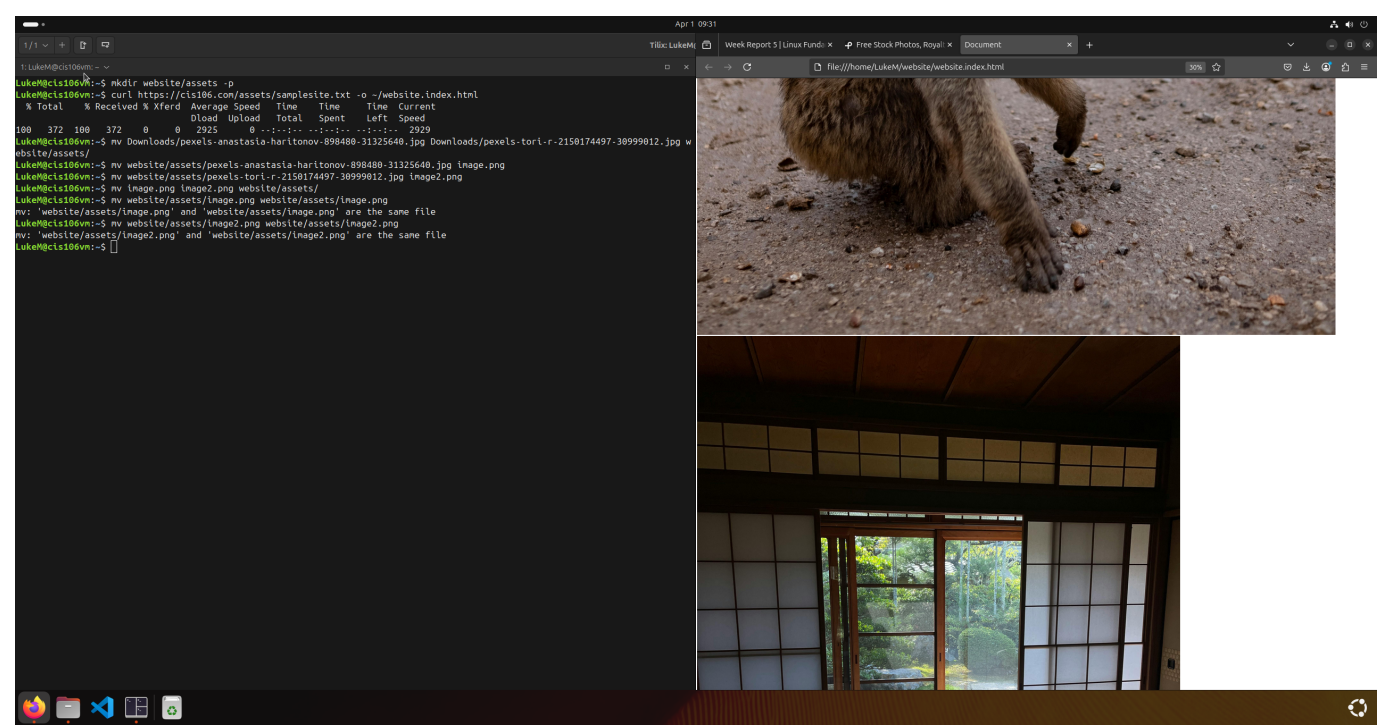 Apr 1 09:31
1/1
Tilix: LukeM@
1: LukeM@cis106vm: ~
LukeM@cis106vm:~$ mkdir website/assets -p
LukeM@cis106vm:~$ curl https://cis106.com/assets/samplesite.txt -o ~/website.index.html
% Total % Received % Xferd Average Speed Time Time Time Current
Dload Upload Total Spent Left Speed
100 372 100 372 0 0 2925 0 --:--:-- --:--:-- --:--:-- 2929
LukeM@cis106vm:~$ mv Downloads/pexels-anastasia-haritonov-898480-31325640.jpg Downloads/pexels-tori-r-2150174497-30999012.jpg w
ebsite/assets/
LukeM@cis106vm:~$ mv website/assets/pexels-anastasia-haritonov-898480-31325640.jpg image.png
LukeM@cis106vm:~$ mv website/assets/pexels-tori-r-2150174497-30999012.jpg image2.png
LukeM@cis106vm:~$ mv image.png image2.png website/assets/
LukeM@cis106vm:~$ mv website/assets/image.png website/assets/image.png
mv: 'website/assets/image.png' and 'website/assets/image.png' are the same file
LukeM@cis106vm:~$ mv website/assets/image2.png website/assets/image2.png
mv: 'website/assets/image2.png' and 'website/assets/image2.png' are the same file
LukeM@cis106vm:~$
Week Report 5 | Linux Funda
Free Stock Photos, Royalt
Document
file:///home/LukeM/website/website.index.html
30%